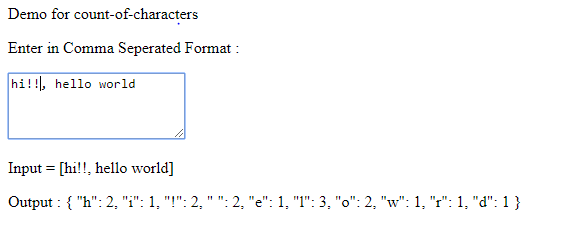 Demo for count-of-characters
Enter in Comma Seperated Format :
hi!!, hello world
Input = [hi!!, hello world]
Output : { "h": 2, "i": 1, "!": 2, " ": 2, "e": 1, "l": 3, "o": 2, "w": 1, "r": 1, "d": 1 }